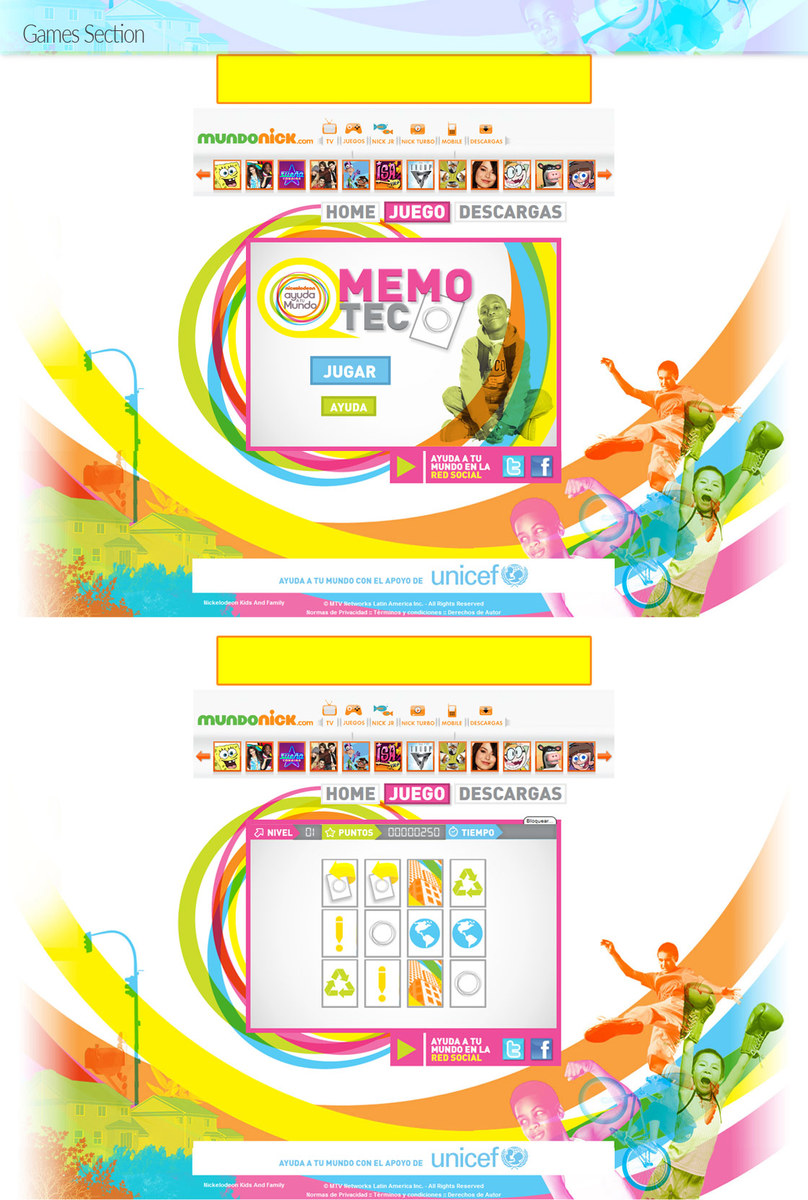 Games Section
mundonick.com
TV JUEGOS NICK JR NICK TURBO MOBILE DESCARGAS
HOME JUEGO DESCARGAS
nickelodeon
ayuda
a tu
Mundo
MEMO
TEC
JUGAR
AYUDA
AYUDA A TU
MUNDO EN LA
RED SOCIAL
AYUDA A TU MUNDO CON EL APOYO DE unicef
Nickelodeon Kids And Family
© MTV Networks Latin America Inc. - All Rights Reserved
Normas de Privacidad :: Términos y condiciones :: Derechos de Autor
mundonick.com
TV JUEGOS NICK JR NICK TURBO MOBILE DESCARGAS
HOME JUEGO DESCARGAS
Bloquear...
NIVEL 01 PUNTOS 00000250 TIEMPO
AYUDA A TU
MUNDO EN LA
RED SOCIAL
AYUDA A TU MUNDO CON EL APOYO DE unicef
Nickelodeon Kids And Family
© MTV Networks Latin America Inc. - All Rights Reserved
Normas de Privacidad :: Términos y condiciones :: Derechos de Autor